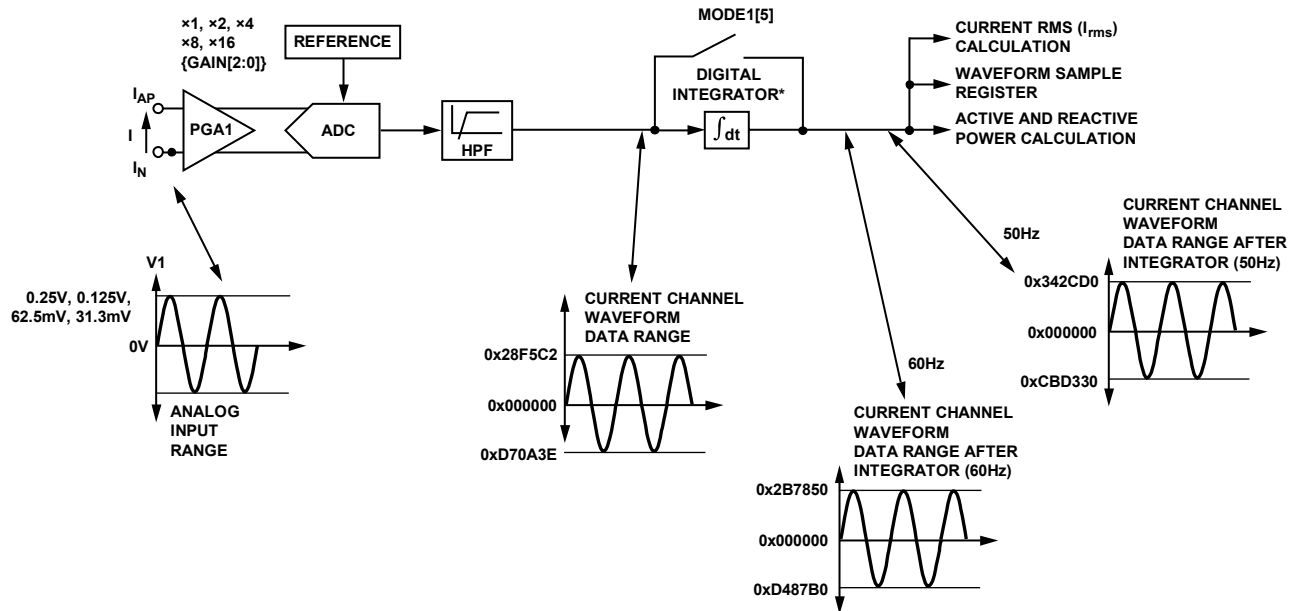 ×1, ×2, ×4
×8, ×16
{GAIN[2:0]}
REFERENCE
MODE1[5]
CURRENT RMS (Irms)
CALCULATION
DIGITAL
INTEGRATOR*
WAVEFORM SAMPLE
REGISTER
IAP
I
IN
PGA1
ADC
HPF
∫dt
ACTIVE AND REACTIVE
POWER CALCULATION
V1
0.25V, 0.125V,
62.5mV, 31.3mV
0V
ANALOG
INPUT
RANGE
CURRENT CHANNEL
WAVEFORM
DATA RANGE
0x28F5C2
0x000000
0xD70A3E
60Hz
CURRENT CHANNEL
WAVEFORM
DATA RANGE AFTER
INTEGRATOR (60Hz)
0x2B7850
0x000000
0xD487B0
50Hz
CURRENT CHANNEL
WAVEFORM
DATA RANGE AFTER
INTEGRATOR (50Hz)
0x342CD0
0x000000
0xCBD330